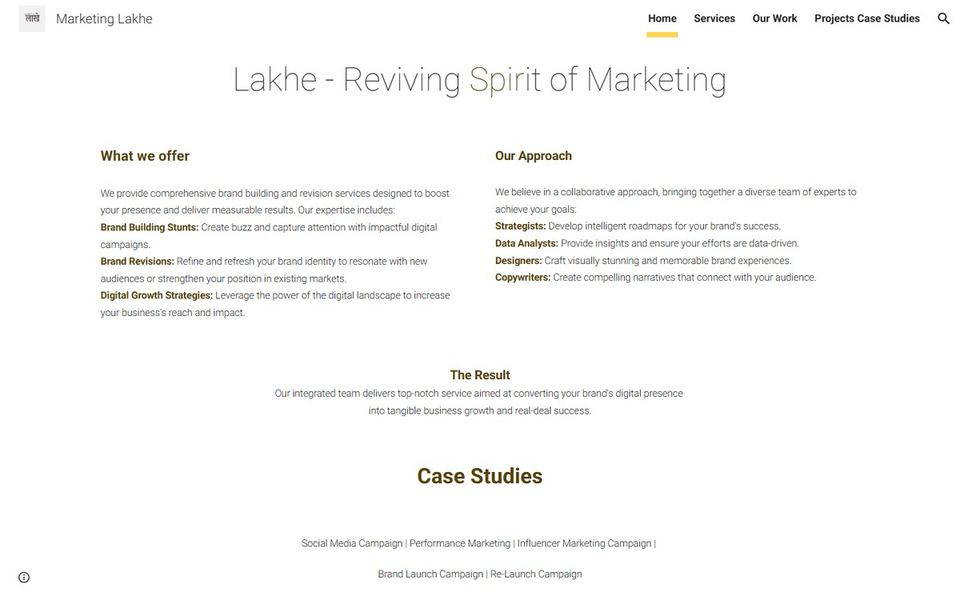 लाखे
Marketing Lakhe
Home Services Our Work Projects Case Studies
Lakhe - Reviving Spirit of Marketing
What we offer
We provide comprehensive brand building and revision services designed to boost
your presence and deliver measurable results. Our expertise includes:
Brand Building Stunts: Create buzz and capture attention with impactful digital
campaigns.
Brand Revisions: Refine and refresh your brand identity to resonate with new
audiences or strengthen your position in existing markets.
Digital Growth Strategies: Leverage the power of the digital landscape to increase
your business's reach and impact.
Our Approach
We believe in a collaborative approach, bringing together a diverse team of experts to
achieve your goals:
Strategists: Develop intelligent roadmaps for your brand's success.
Data Analysts: Provide insights and ensure your efforts are data-driven.
Designers: Craft visually stunning and memorable brand experiences.
Copywriters: Create compelling narratives that connect with your audience.
The Result
Our integrated team delivers top-notch service aimed at converting your brand's digital presence
into tangible business growth and real-deal success.
Case Studies
Social Media Campaign | Performance Marketing | Influencer Marketing Campaign |
Brand Launch Campaign | Re-Launch Campaign